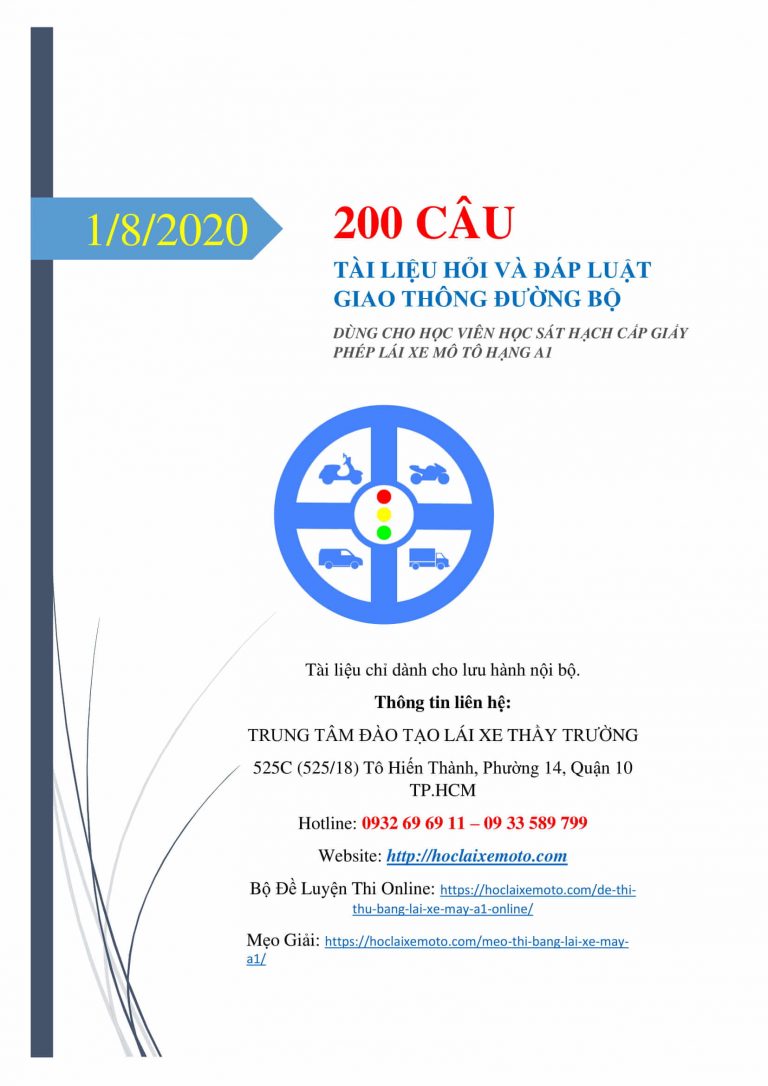 1/8/2020
200 CÂU
TÀI LIỆU HỎI VÀ ĐÁP LUẬT
GIAO THÔNG ĐƯỜNG BỘ
DÙNG CHO HỌC VIÊN HỌC SÁT HẠCH CẤP GIẤY
PHÉP LÁI XE MÔ TÔ HẠNG A1
Tài liệu chỉ dành cho lưu hành nội bộ.
Thông tin liên hệ:
TRUNG TÂM ĐÀO TẠO LÁI XE THẦY TRƯỜNG
525C (525/18) Tô Hiến Thành, Phường 14, Quận 10
TP.HCM
Hotline: 0932 69 69 11 – 09 33 589 799
Website: http://hoclaixemoto.com
Bộ Đề Luyện Thi Online: https://hoclaixemoto.com/de-thi-
thu-bang-lai-xe-may-a1-online/
Mẹo Giải: https://hoclaixemoto.com/meo-thi-bang-lai-xe-may-
a1/